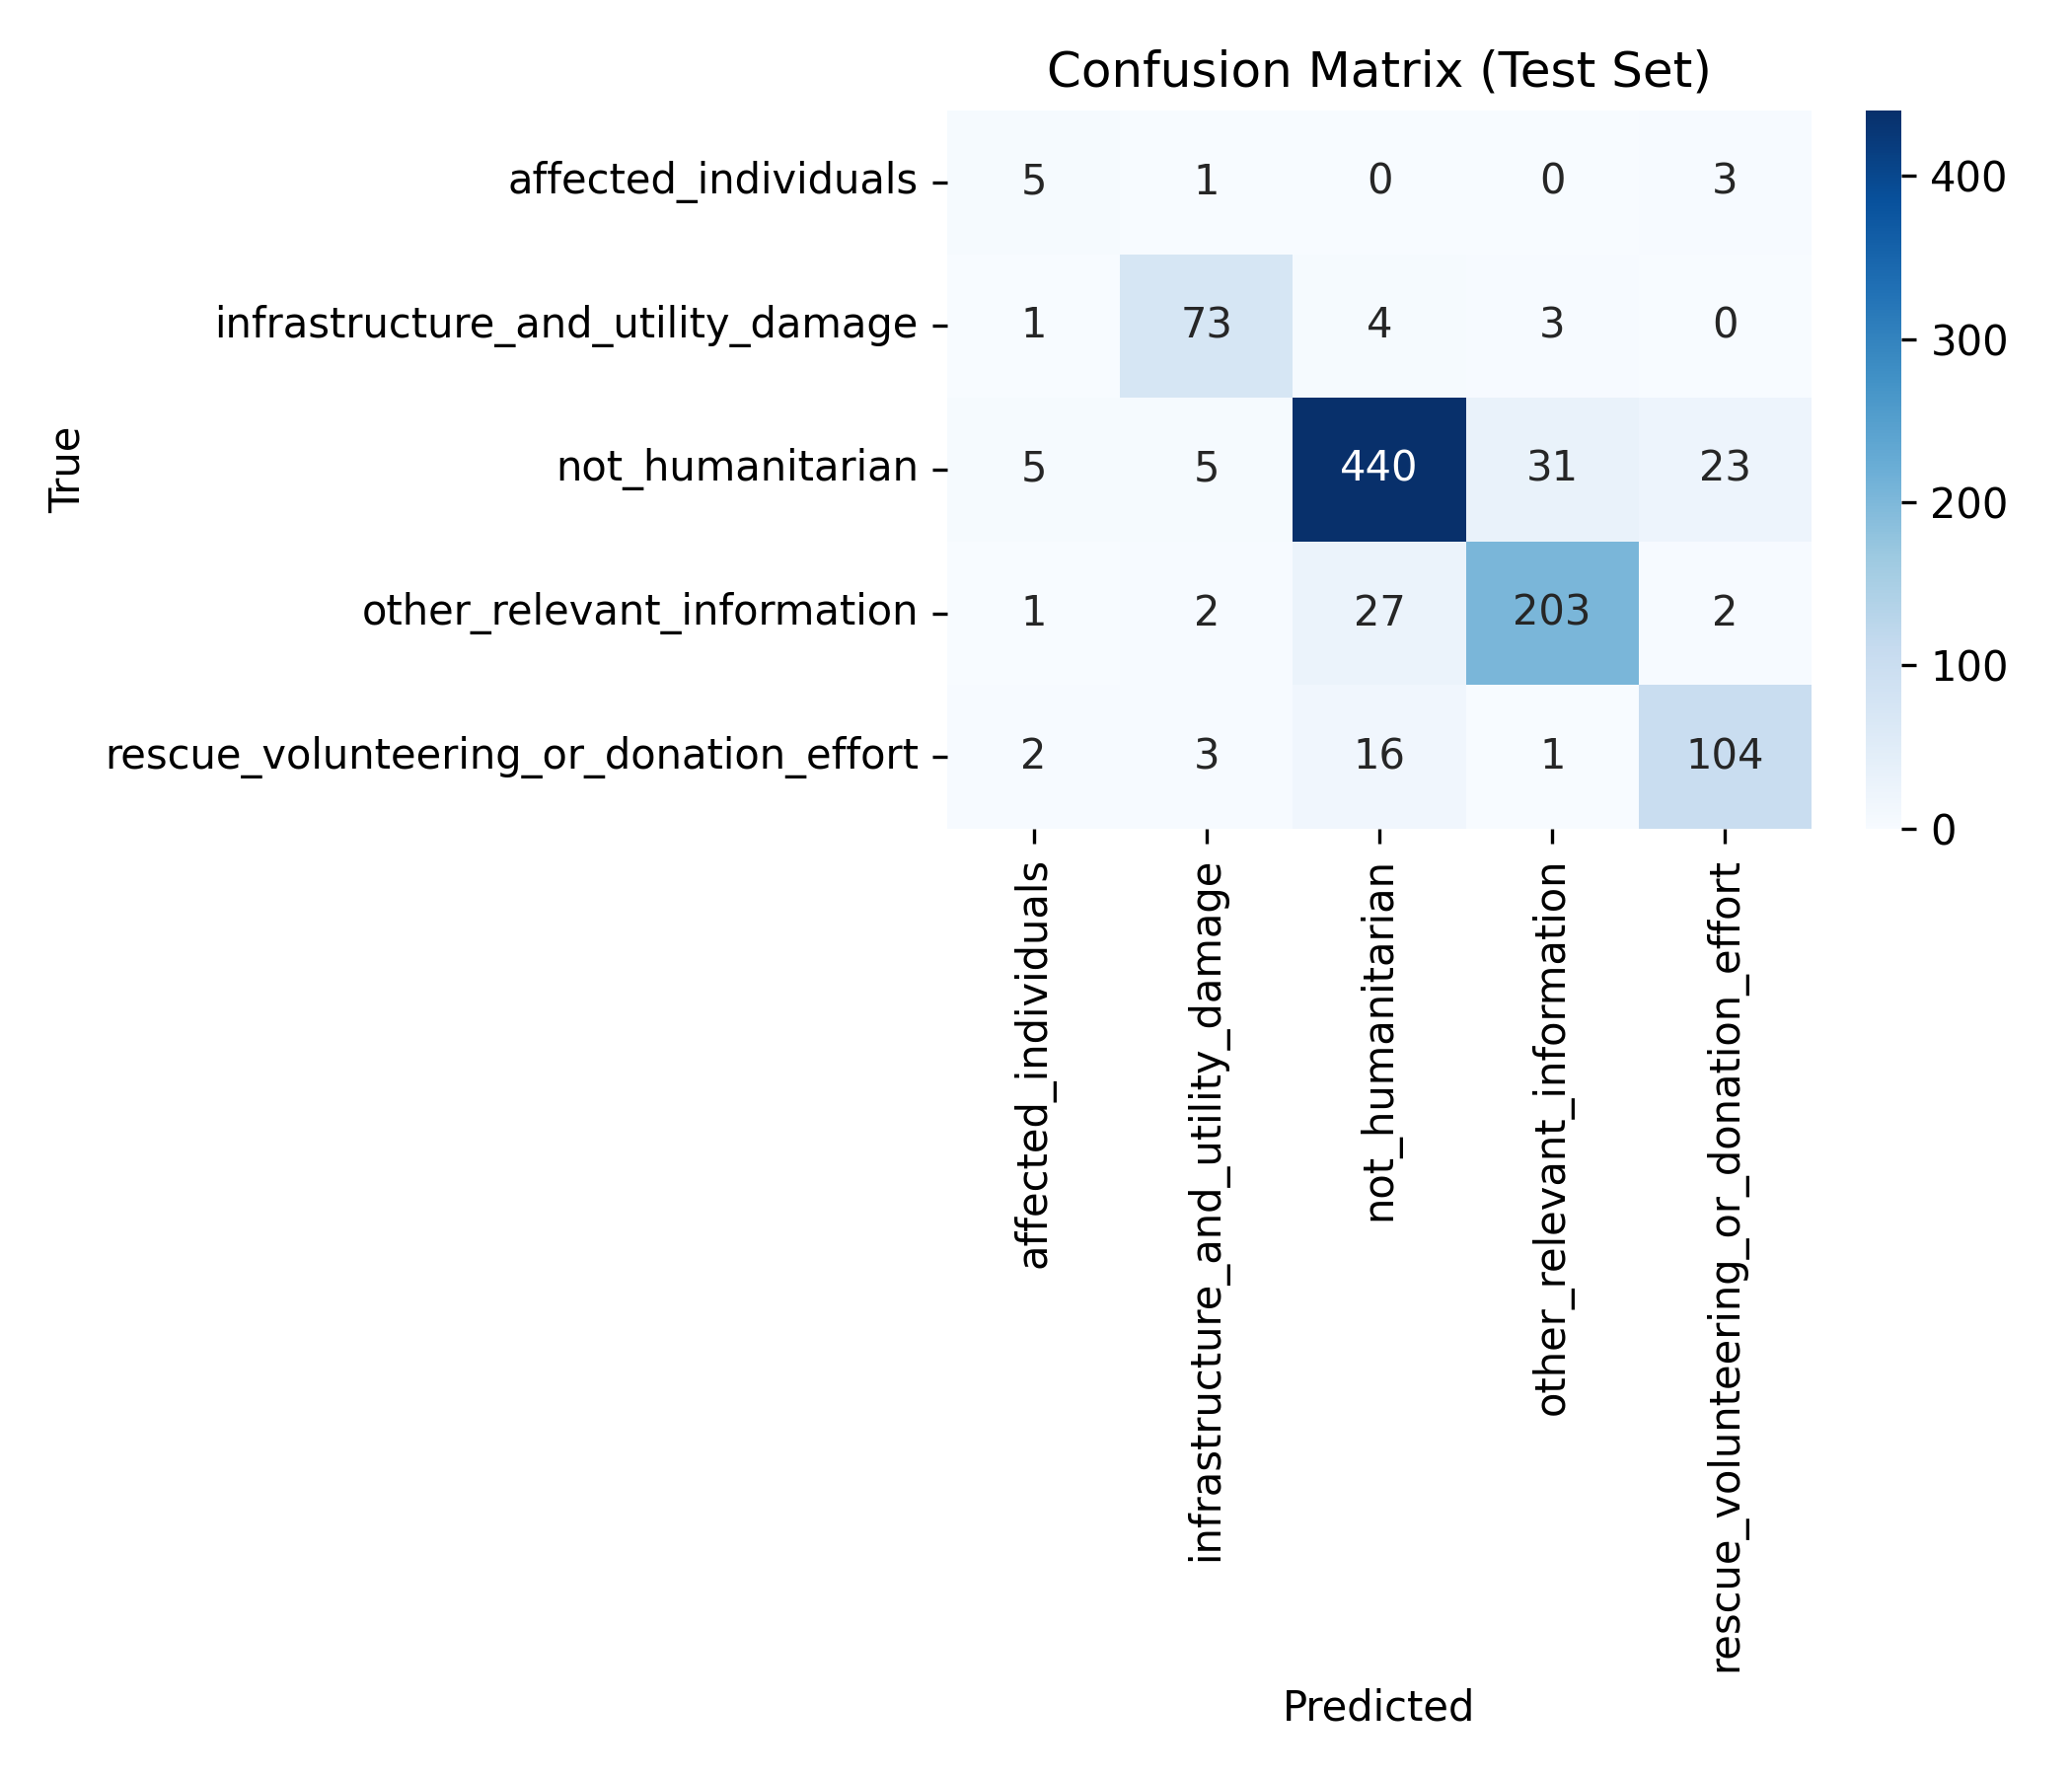 Confusion Matrix (Test Set)
True
affected_individuals 5 1 0 0 3
infrastructure_and_utility_damage 1 73 4 3 0
not_humanitarian 5 5 440 31 23
other_relevant_information 1 2 27 203 2
rescue_volunteering_or_donation_effort 2 3 16 1 104
400
300
200
100
0
affected_individuals
infrastructure_and_utility_damage
not_humanitarian
other_relevant_information
rescue_volunteering_or_donation_effort
Predicted